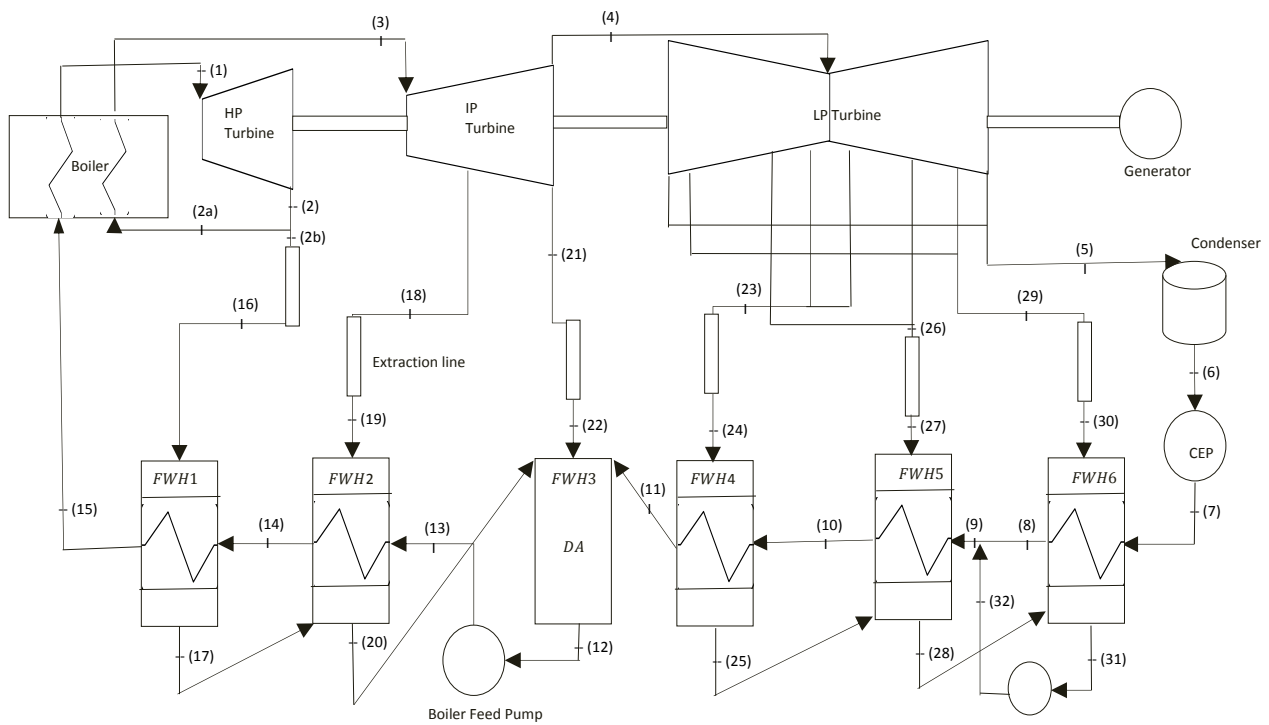 (3)
(4)
(1)
HP
Turbine
IP
Turbine
LP Turbine
Boiler
Generator
(2)
(2a)
(2b)
(5)
Condenser
(21)
(16)
(18)
(23)
(29)
(26)
Extraction line
(6)
(19)
(22)
(24)
(27)
(30)
CEP
FWH1
FWH2
FWH3
FWH4
FWH5
FWH6
(15)
(14)
(13)
(11)
(10)
(9)
(8)
(7)
DA
(32)
(17)
(20)
(12)
(25)
(28)
(31)
Boiler Feed Pump